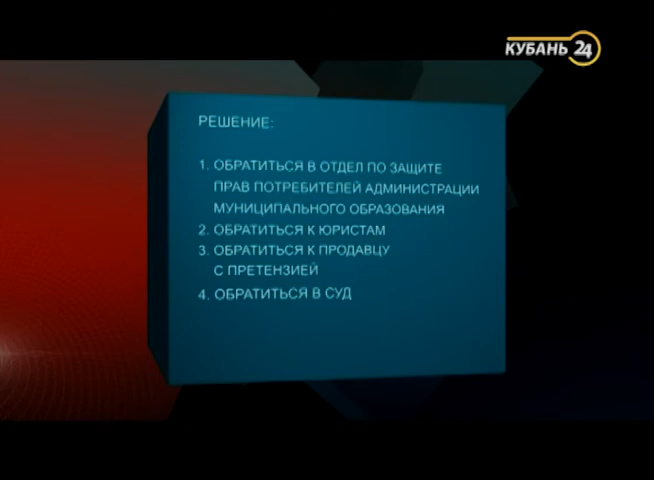 КУБАНЬ 24
РЕШЕНИЕ:
1. ОБРАТИТЬСЯ В ОТДЕЛ ПО ЗАЩИТЕ
ПРАВ ПОТРЕБИТЕЛЕЙ АДМИНИСТРАЦИИ
МУНИЦИПАЛЬНОГО ОБРАЗОВАНИЯ
2. ОБРАТИТЬСЯ К ЮРИСТАМ
3. ОБРАТИТЬСЯ К ПРОДАВЦУ
С ПРЕТЕНЗИЕЙ
4. ОБРАТИТЬСЯ В СУД